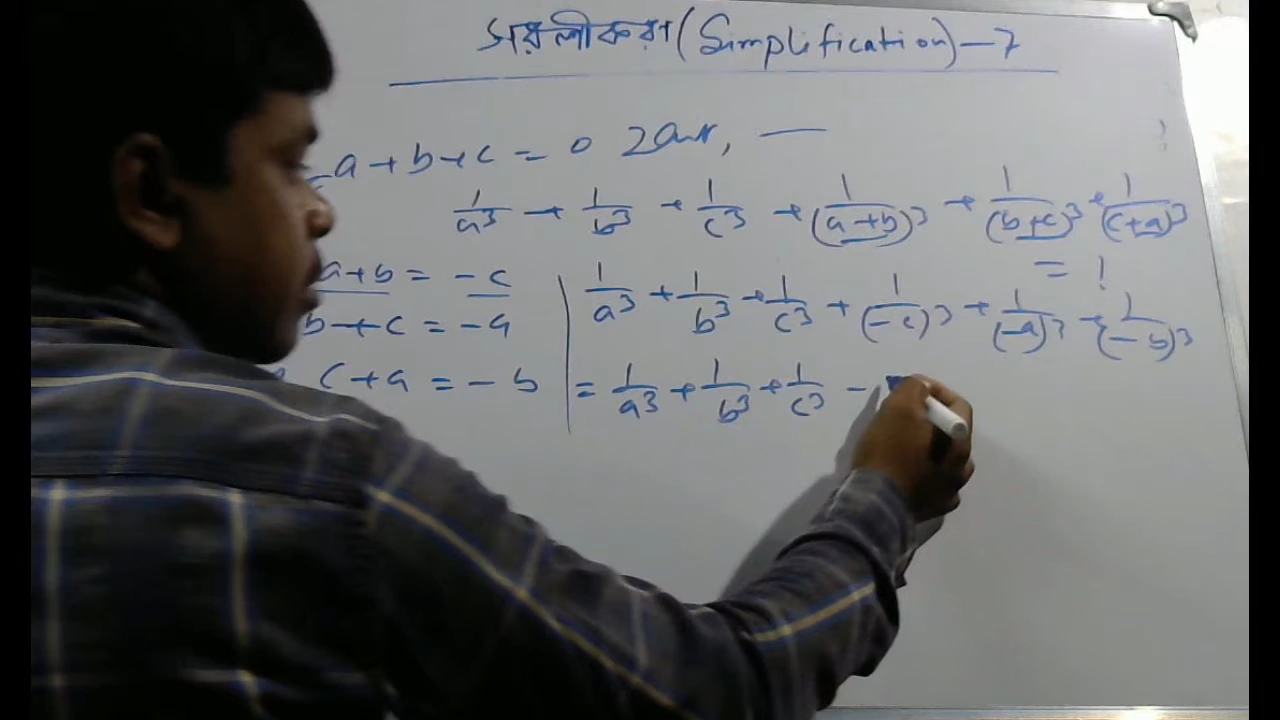 সরলীকরণ (Simplification) - 7
a + b + c = 0 হলে, —
1/a³ + 1/b³ + 1/c³ + 1/(a+b)³ + 1/(b+c)³ + 1/(c+a)³
= ?
a+b = -c
b+c = -a
c+a = -b
1/a³ + 1/b³ + 1/c³ + 1/(-c)³ + 1/(-a)³ + 1/(-b)³
= 1/a³ + 1/b³ + 1/c³ -